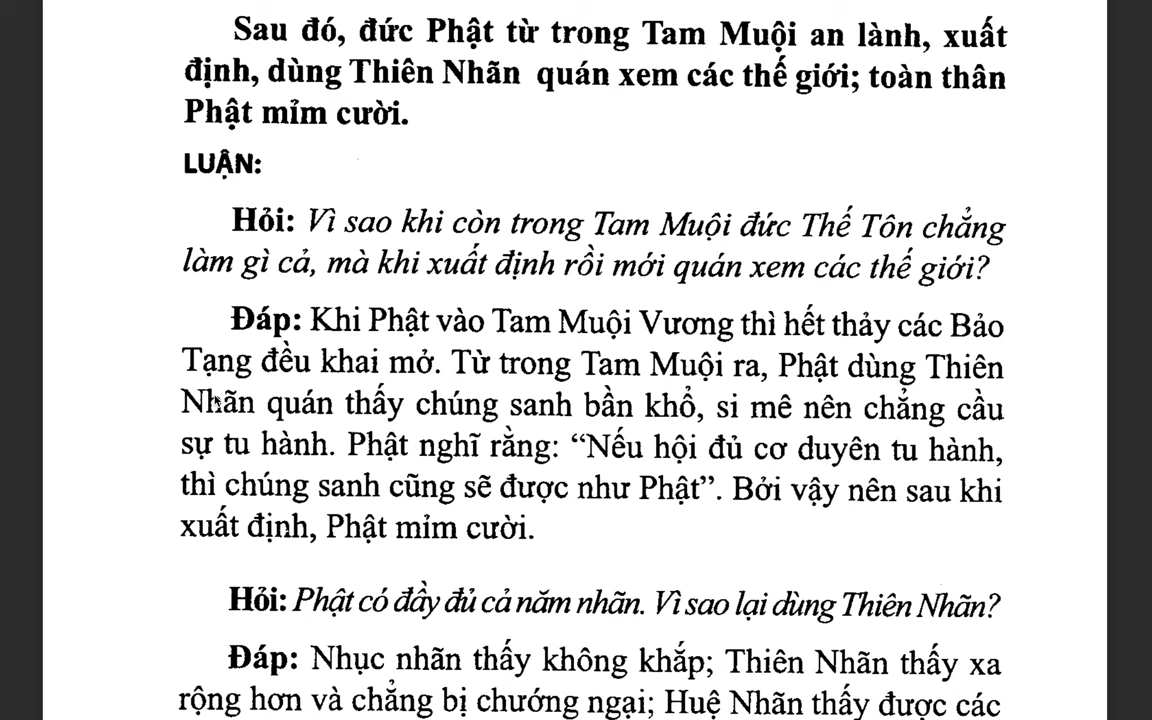 Sau đó, đức Phật từ trong Tam Muội an lành, xuất
định, dùng Thiên Nhãn quán xem các thế giới; toàn thân
Phật mỉm cười.
LUẬN:
Hỏi: Vì sao khi còn trong Tam Muội đức Thế Tôn chẳng
làm gì cả, mà khi xuất định rồi mới quán xem các thế giới?
Đáp: Khi Phật vào Tam Muội Vương thì hết thảy các Bảo
Tạng đều khai mở. Từ trong Tam Muội ra, Phật dùng Thiên
Nhãn quán thấy chúng sanh bần khổ, si mê nên chẳng cầu
sự tu hành. Phật nghĩ rằng: “Nếu hội đủ cơ duyên tu hành,
thì chúng sanh cũng sẽ được như Phật”. Bởi vậy nên sau khi
xuất định, Phật mỉm cười.
Hỏi: Phật có đầy đủ cả năm nhãn. Vì sao lại dùng Thiên Nhãn?
Đáp: Nhục nhãn thấy không khắp; Thiên Nhãn thấy xa
rộng hơn và chẳng bị chướng ngại; Huệ Nhãn thấy được các